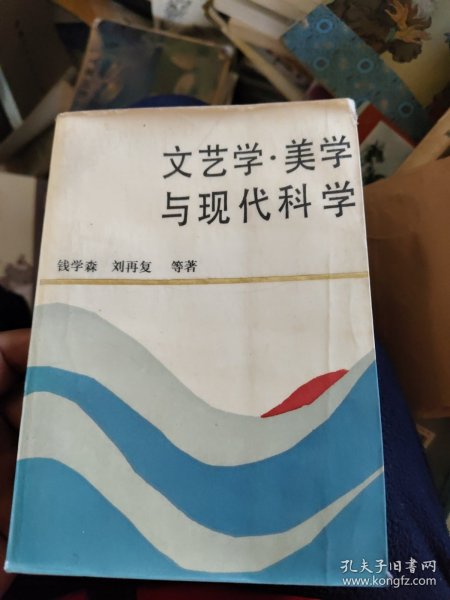 文艺学·美学
与现代科学
钱学森 刘再复 等著
孔夫子旧书网
www.kongfz.com